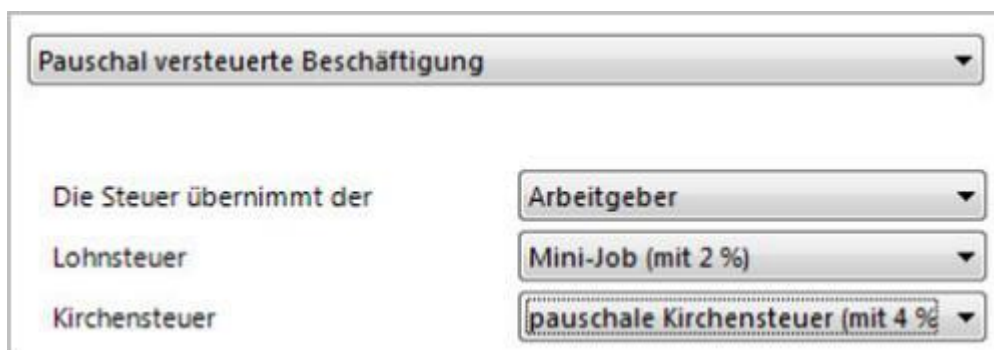 Pauschal versteuerte Beschäftigung
Die Steuer übernimmt der Arbeitgeber
Lohnsteuer Mini-Job (mit 2 %)
Kirchensteuer pauschale Kirchensteuer (mit 4 %